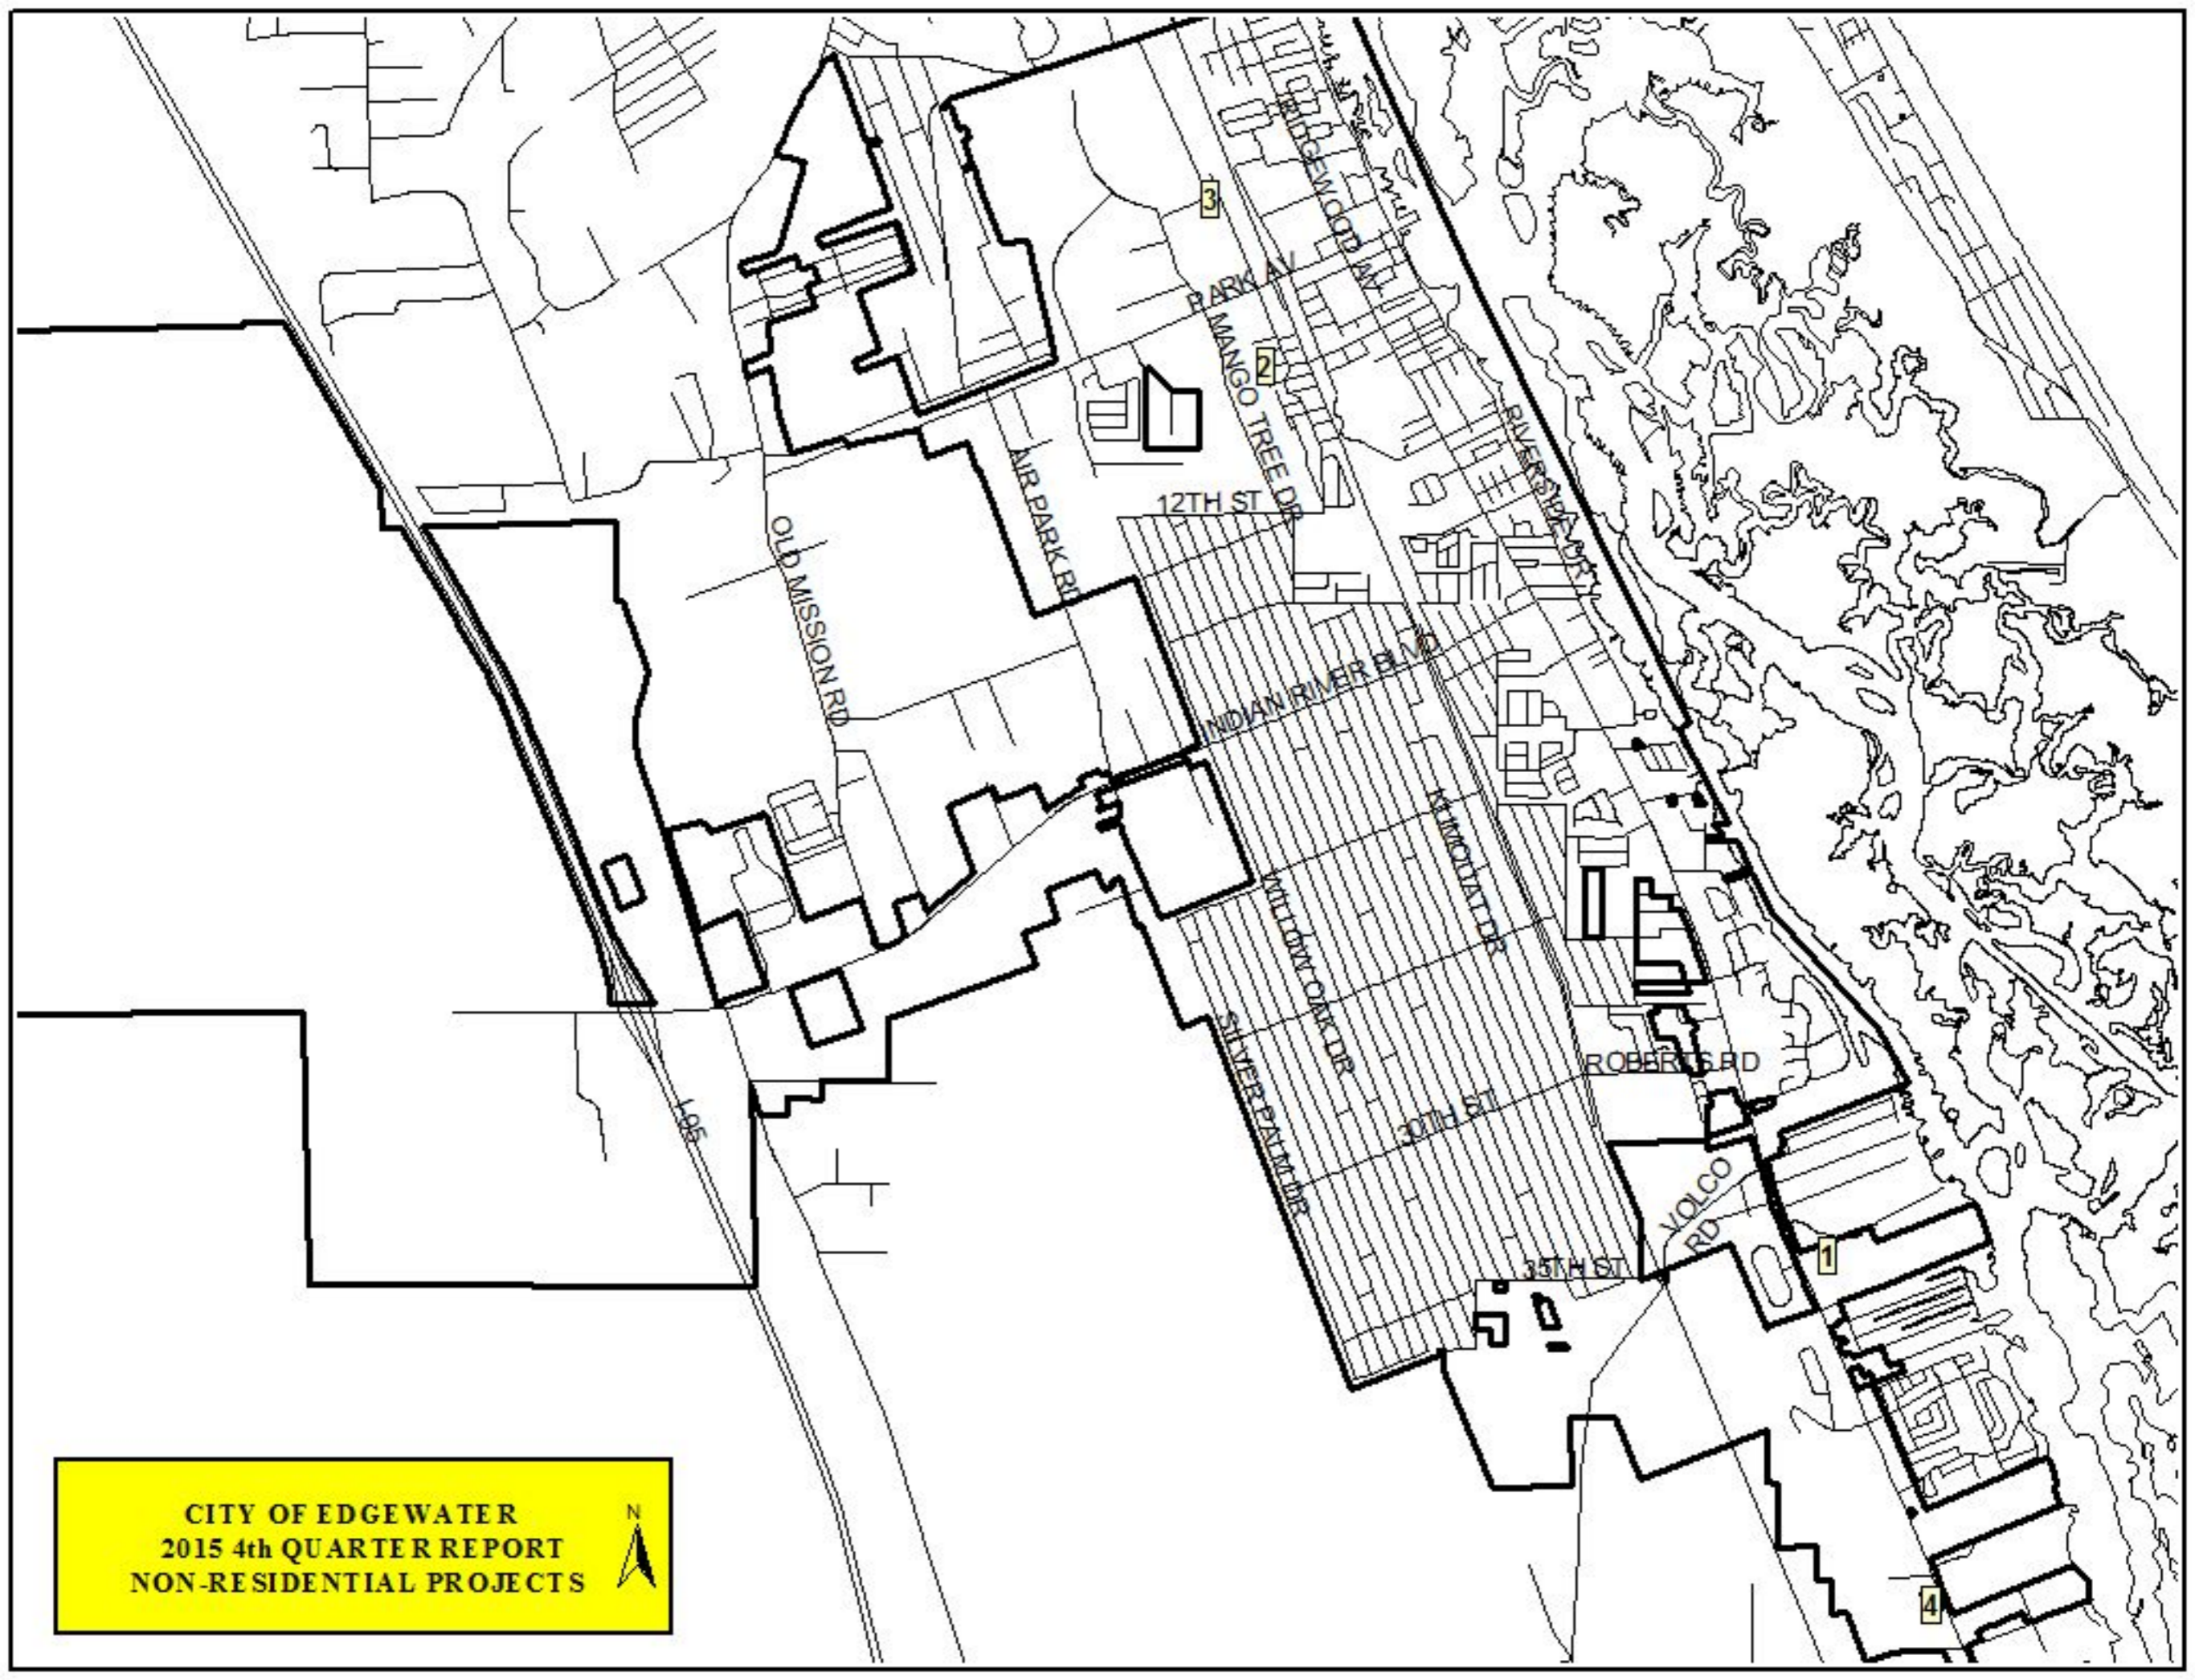 RIDGEWOOD AV
3
PARK AV
MANGO TREE DR
2
RIVERSIDE DR
12TH ST
AIR PARK RD
OLD MISSION RD
INDIAN RIVER BLVD
KUMQUAT DR
WILLOW OAK DR
SILVER PALM DR
ROBERTS RD
I-95
30TH ST
VOLCO
RD
1
35TH ST
4
CITY OF EDGEWATER
2015 4th QUARTER REPORT
NON-RESIDENTIAL PROJECTS
N